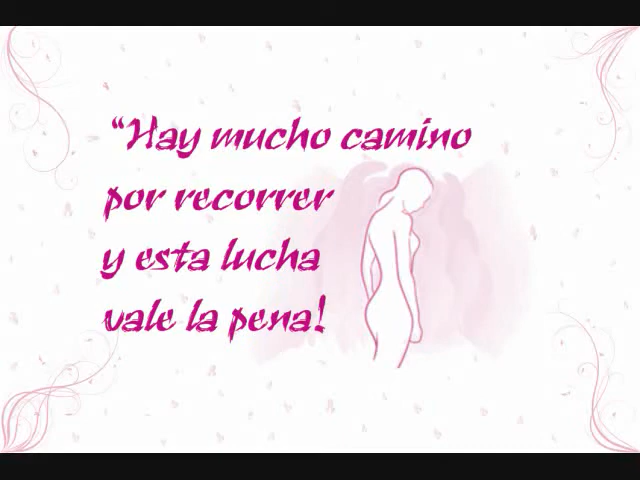 “Hay mucho camino
por recorrer
y esta lucha
vale la pena!